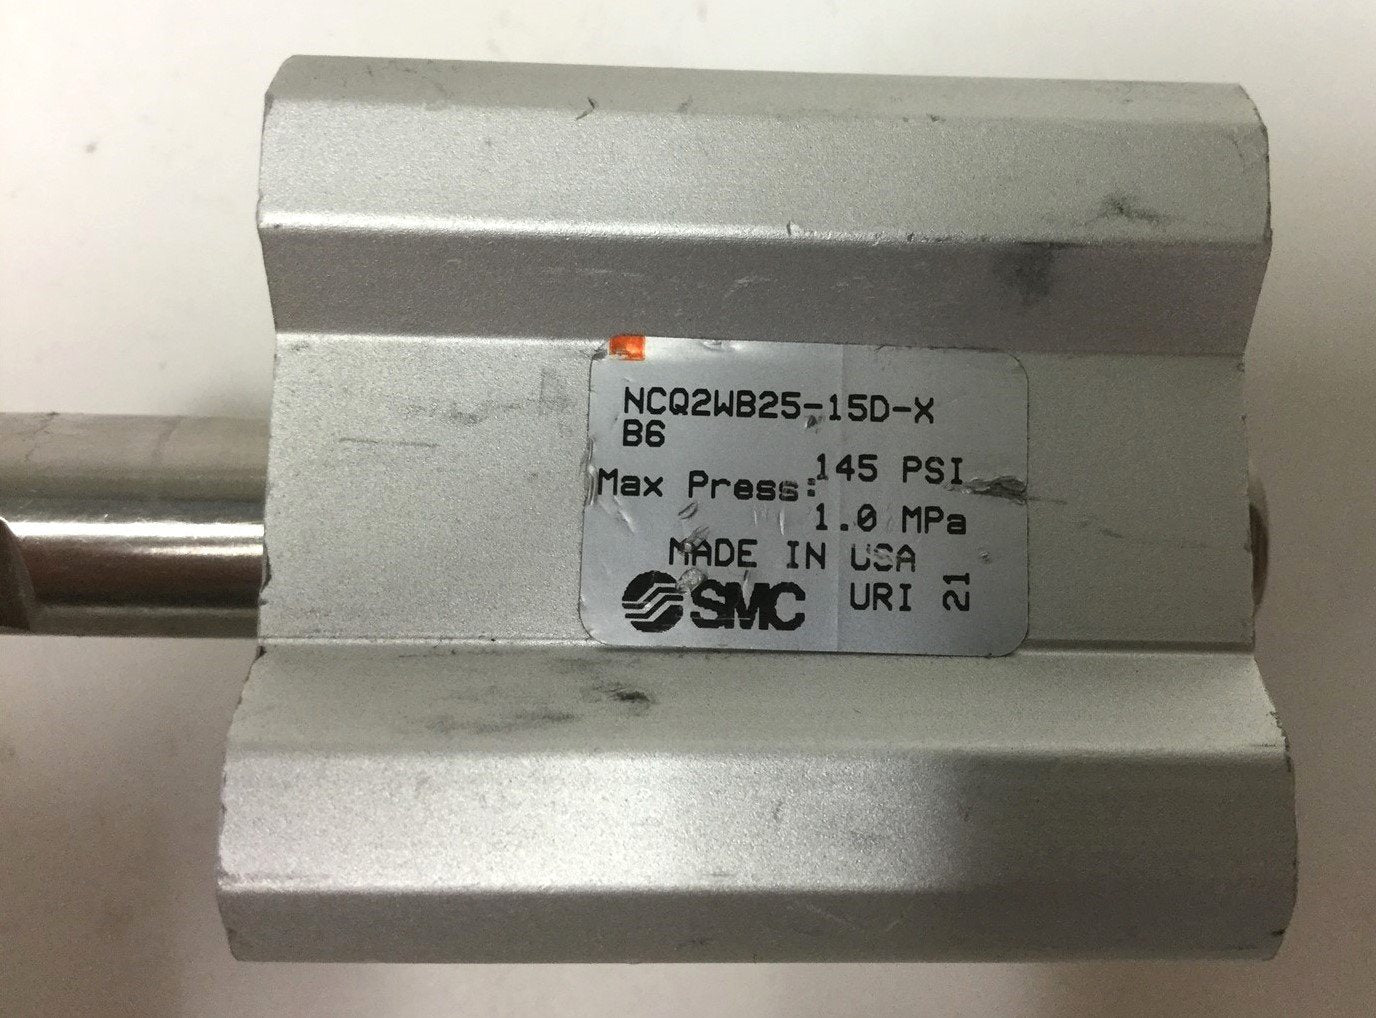 NCQ2WB25-15D-X
B6
Max Press: 145 PSI
1.0 MPa
MADE IN USA
SMC URI 21